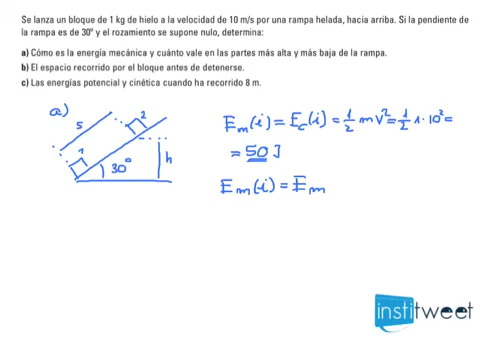 Se lanza un bloque de 1 kg de hielo a la velocidad de 10 m/s por una rampa helada, hacia arriba. Si la pendiente de
la rampa es de 30º y el rozamiento se supone nulo, determina:
a) Cómo es la energía mecánica y cuánto vale en las partes más alta y más baja de la rampa.
b) El espacio recorrido por el bloque antes de detenerse.
c) Las energías potencial y cinética cuando ha recorrido 8 m.
a)
S
2
1
30º
h
Em(i) = Ec(i) = 1/2 m v² = 1/2 1 · 10² =
= 50 J
Em(i) = Em
institweet